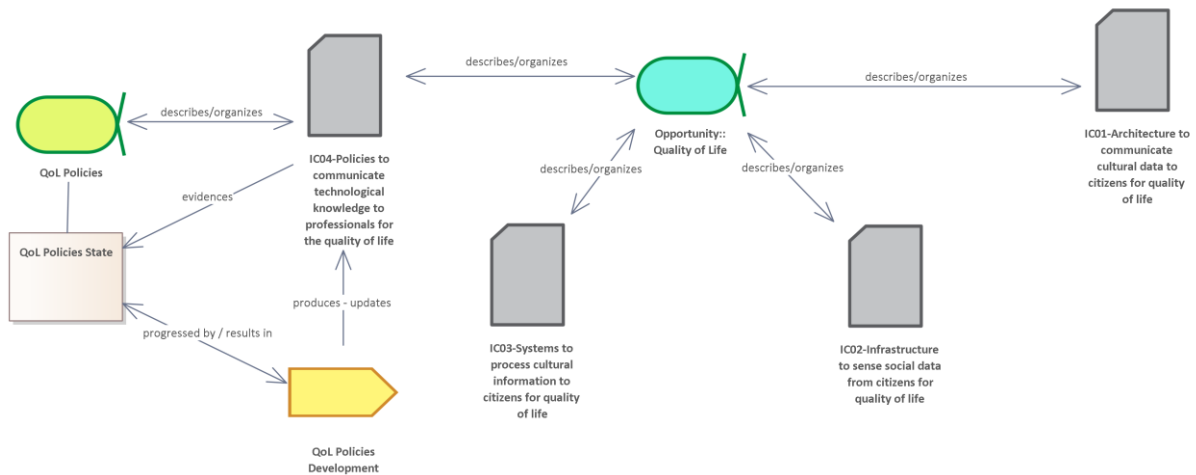 describes/organizes
describes/organizes
IC01-Architecture to
communicate
cultural data to
citizens for quality
of life
Opportunity::
Quality of Life
describes/organizes
QoL Policies
IC04-Policies to
communicate
technological
knowledge to
professionals for
the quality of life
describes/organizes
describes/organizes
evidences
QoL Policies State
produces - updates
progressed by / results in
IC03-Systems to
process cultural
information to
citizens for quality
of life
IC02-Infrastructure
to sense social data
from citizens for
quality of life
QoL Policies
Development